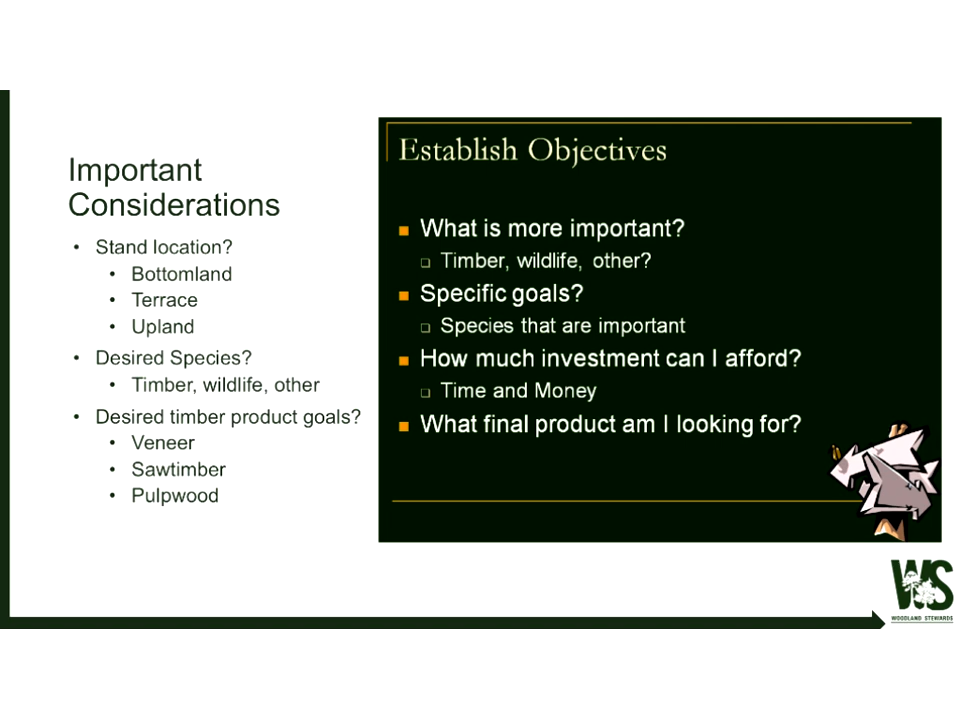 Important
Considerations
• Stand location?
• Bottomland
• Terrace
• Upland
• Desired Species?
• Timber, wildlife, other
• Desired timber product goals?
• Veneer
• Sawtimber
• Pulpwood
Establish Objectives
What is more important?
Timber, wildlife, other?
Specific goals?
Species that are important
How much investment can I afford?
Time and Money
What final product am I looking for?
WS
WOODLAND STEWARDS